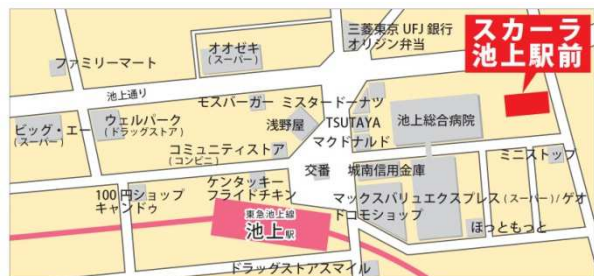 三菱東京 UFJ 銀行
オリジン弁当
スカーラ
池上駅前
オオゼキ
(スーパー)
ファミリーマート
池上通り
モスバーガー ミスタードーナツ
ビッグ・エー
(スーパー)
ウェルパーク
(ドラッグストア)
浅野屋
TSUTAYA
池上総合病院
マクドナルド
コミュニティストア
(コンビニ)
ミニストップ
交番
城南信用金庫
ケンタッキー
フライドチキン
100 円ショップ
キャンドゥ
マックスバリュエクスプレス (スーパー) / ゲオ
ドコモショップ
東急池上線
池上駅
ほっともっと
ドラッグストアスマイル